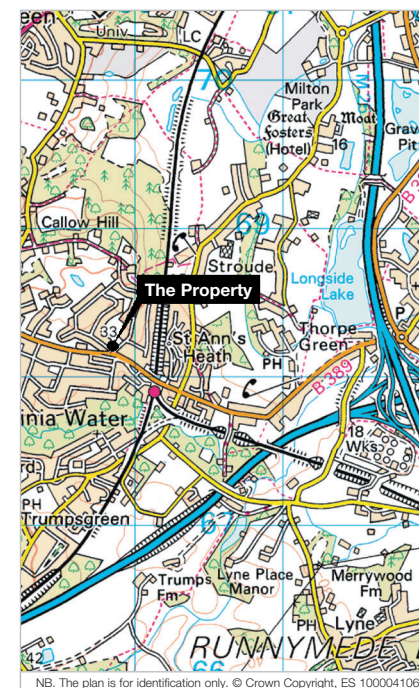 een
Univ
LC
70
M
Milton
Park
Great
Fosters
(Hotel)
Moat
16
Grav
Pit
B
Callow Hill
69
Stroude
The Property
Longside
Lake
33
St Ann's
Heath
Thorpe
Green
P
PH
B 389
inia Water
18
Wks
rd
PH
Trumpsgreen
67
Trumps
Fm
Lyne Place
Manor
Merrywood
Fm
PH
Lyne
RUNNYMEDE
42
66
NB. The plan is for identification only. © Crown Copyright, ES 100004106